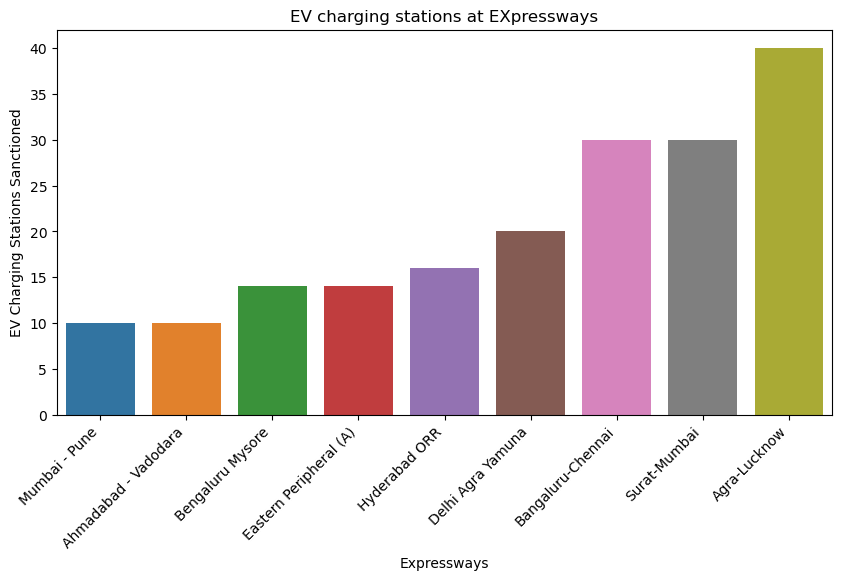 EV charging stations at EXpressways
EV Charging Stations Sanctioned
40
35
30
25
20
15
10
5
0
Mumbai - Pune
Ahmadabad - Vadodara
Bengaluru Mysore
Eastern Peripheral (A)
Hyderabad ORR
Delhi Agra Yamuna
Bangaluru-Chennai
Surat-Mumbai
Agra-Lucknow
Expressways